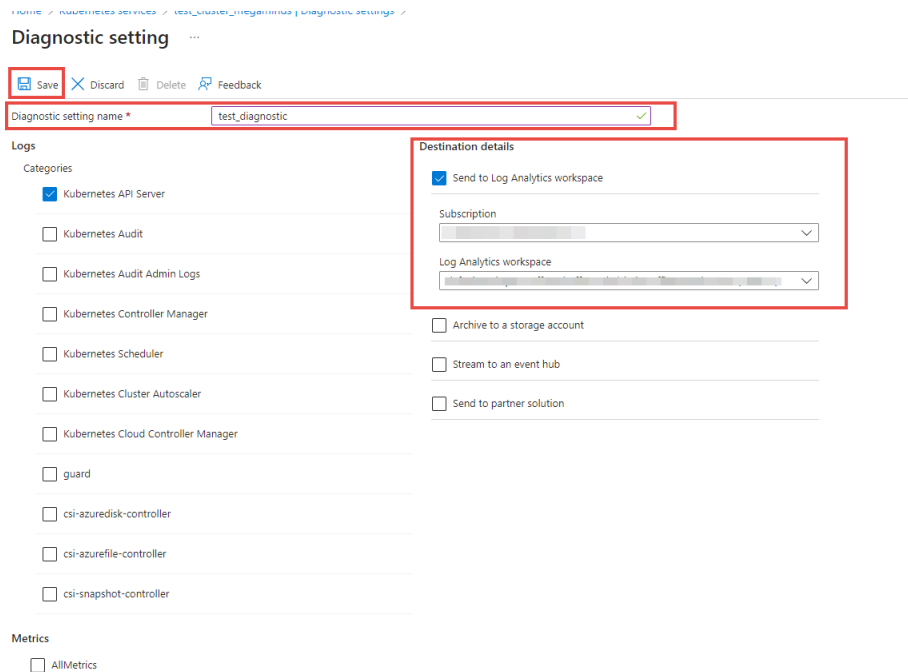 Home > Kubernetes services > test_cluster_megaminds | Diagnostic settings >
Diagnostic setting ...
Save Discard Delete Feedback
Diagnostic setting name * test_diagnostic
Logs
Categories
Kubernetes API Server
Kubernetes Audit
Kubernetes Audit Admin Logs
Kubernetes Controller Manager
Kubernetes Scheduler
Kubernetes Cluster Autoscaler
Kubernetes Cloud Controller Manager
guard
csi-azuredisk-controller
csi-azurefile-controller
csi-snapshot-controller
Metrics
AllMetrics
Destination details
Send to Log Analytics workspace
Subscription
Log Analytics workspace
Archive to a storage account
Stream to an event hub
Send to partner solution